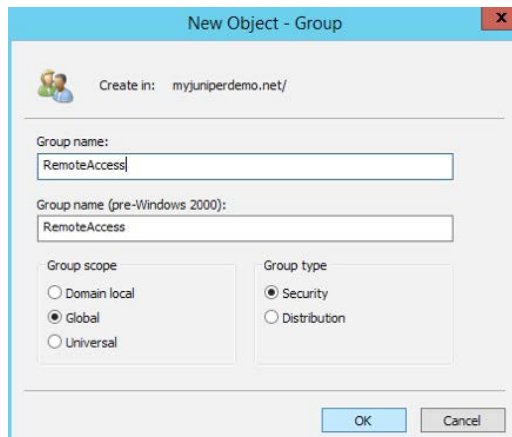 New Object - Group
x
Create in: myjuniperdemo.net/
Group name:
RemoteAccess
Group name (pre-Windows 2000):
RemoteAccess
Group scope
Domain local
Global
Universal
Group type
Security
Distribution
OK
Cancel